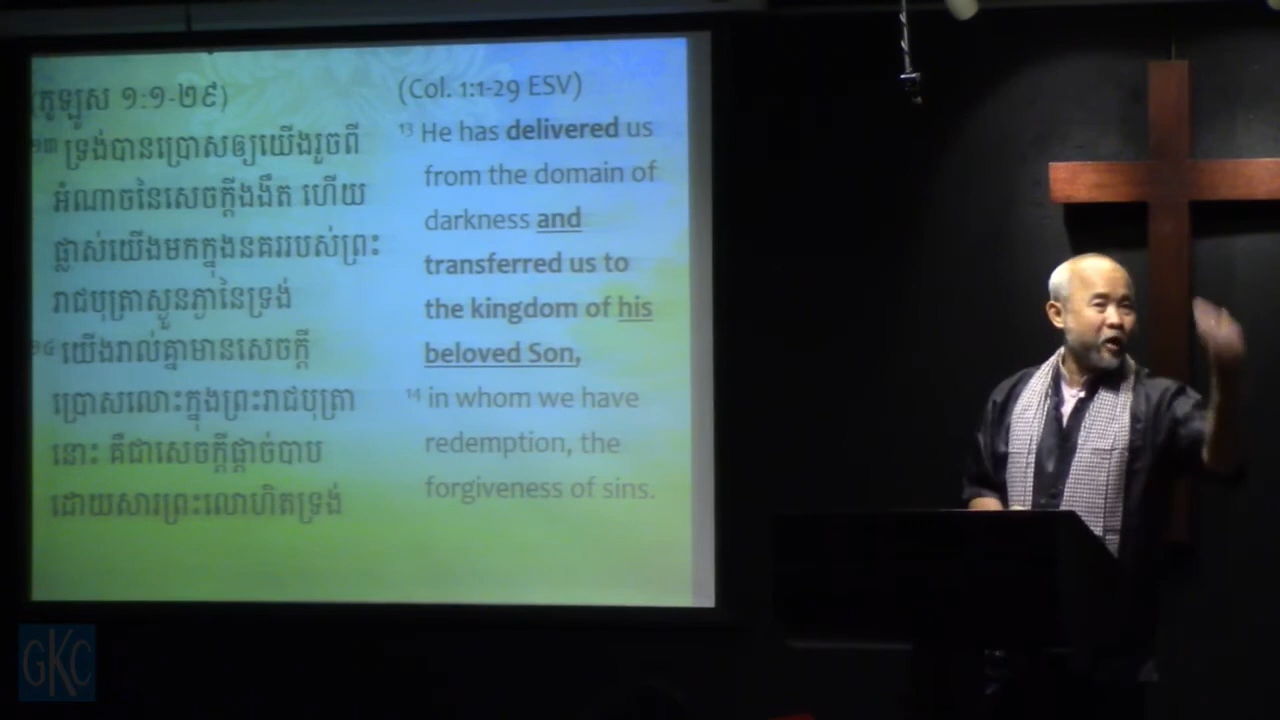 (កូឡូស ១:១-២៩)
១៣ ទ្រង់បានប្រោសឲ្យយើងរួចពី
អំណាចនៃសេចក្ដីងងឹត ហើយ
ផ្លាស់យើងមកក្នុងនគររបស់ព្រះ
រាជបុត្រាស្ងួនភ្ងានៃទ្រង់
១៤ យើងរាល់គ្នាមានសេចក្ដី
ប្រោសលោះក្នុងព្រះរាជបុត្រា
នោះ គឺជាសេចក្ដីផ្ដាច់បាប
ដោយសារព្រះលោហិតទ្រង់
(Col. 1:1-29 ESV)
13 He has delivered us
from the domain of
darkness and
transferred us to
the kingdom of his
beloved Son,
14 in whom we have
redemption, the
forgiveness of sins.
GKC